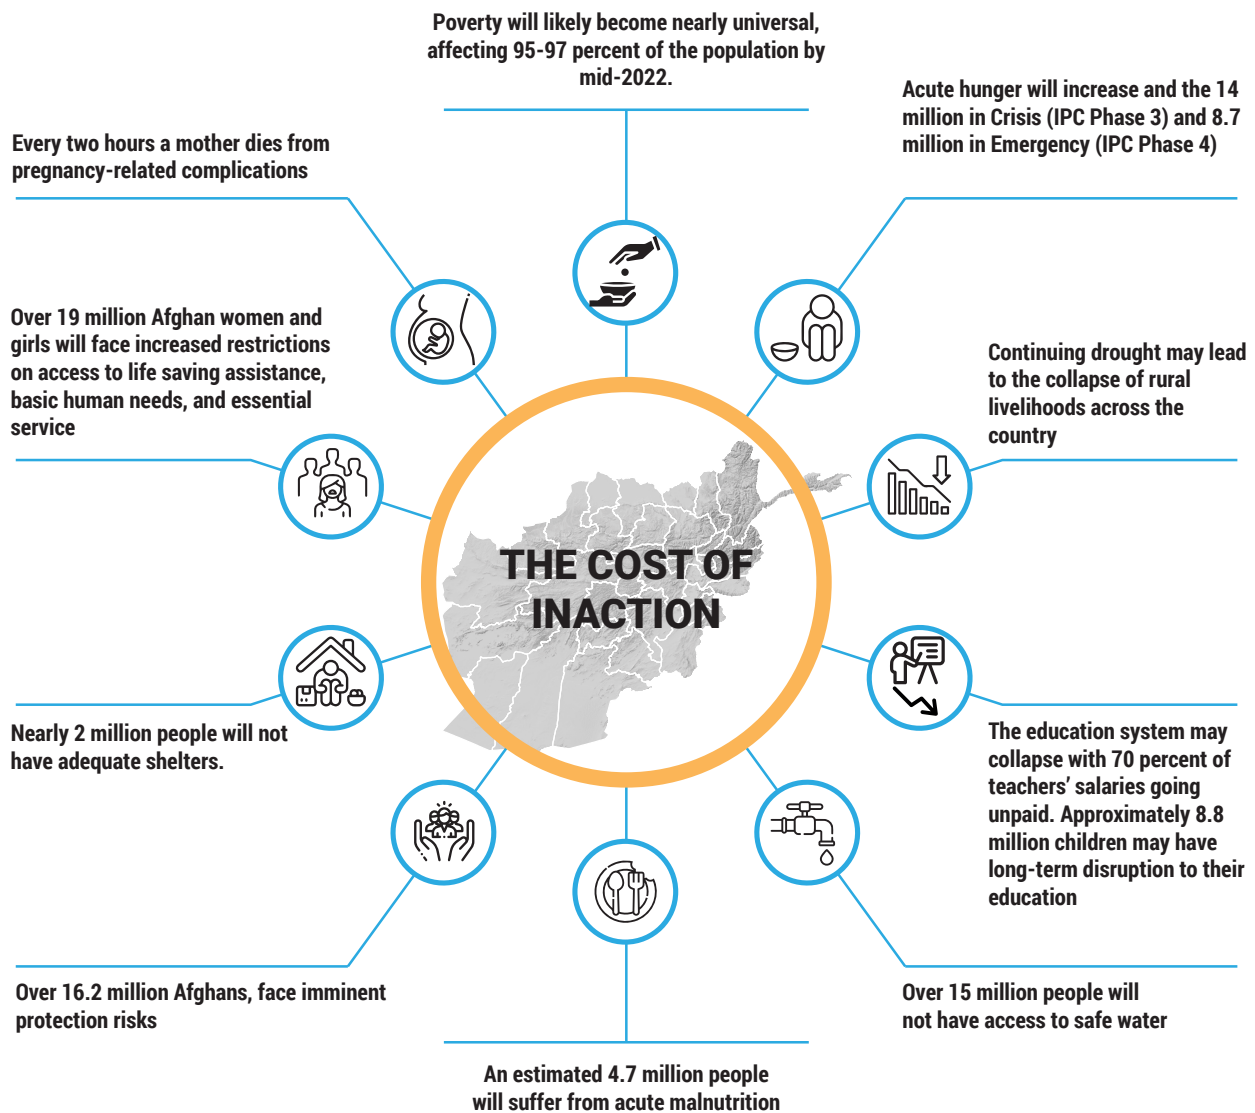 Poverty will likely become nearly universal,
affecting 95-97 percent of the population by
mid-2022.
Acute hunger will increase and the 14
million in Crisis (IPC Phase 3) and 8.7
million in Emergency (IPC Phase 4)
Every two hours a mother dies from
pregnancy-related complications
Over 19 million Afghan women and
girls will face increased restrictions
on access to life saving assistance,
basic human needs, and essential
service
Continuing drought may lead
to the collapse of rural
livelihoods across the
country
THE COST OF
INACTION
Nearly 2 million people will not
have adequate shelters.
The education system may
collapse with 70 percent of
teachers’ salaries going
unpaid. Approximately 8.8
million children may have
long-term disruption to their
education
Over 16.2 million Afghans, face imminent
protection risks
Over 15 million people will
not have access to safe water
An estimated 4.7 million people
will suffer from acute malnutrition